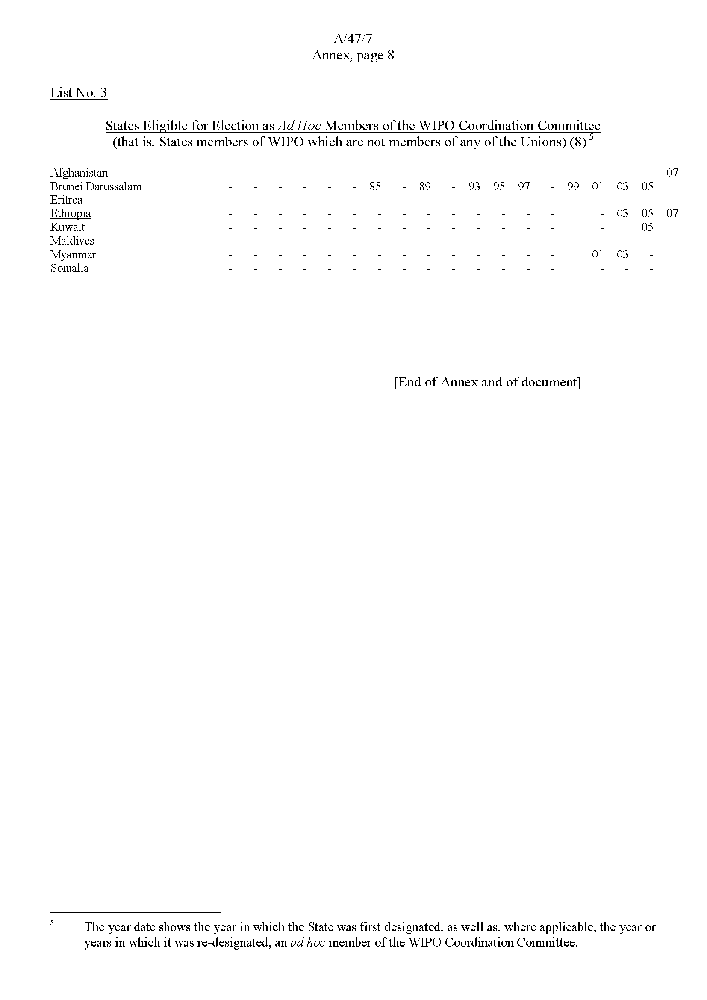 A/47/7
Annex, page 8
List No. 3
States Eligible for Election as Ad Hoc Members of the WIPO Coordination Committee
(that is, States members of WIPO which are not members of any of the Unions) (8) 5
Afghanistan - - - - - - - - - - - - - - - - - 07
Brunei Darussalam - - - - - - 85 - 89 - 93 95 97 - 99 01 03 05
Eritrea - - - - - - - - - - - - - - - - -
Ethiopia - - - - - - - - - - - - - - - 03 05 07
Kuwait - - - - - - - - - - - - - - - 05
Maldives - - - - - - - - - - - - - - - - - -
Myanmar - - - - - - - - - - - - - - 01 03 -
Somalia - - - - - - - - - - - - - - - - -
[End of Annex and of document]
5 The year date shows the year in which the State was first designated, as well as, where applicable, the year or
years in which it was re-designated, an ad hoc member of the WIPO Coordination Committee.